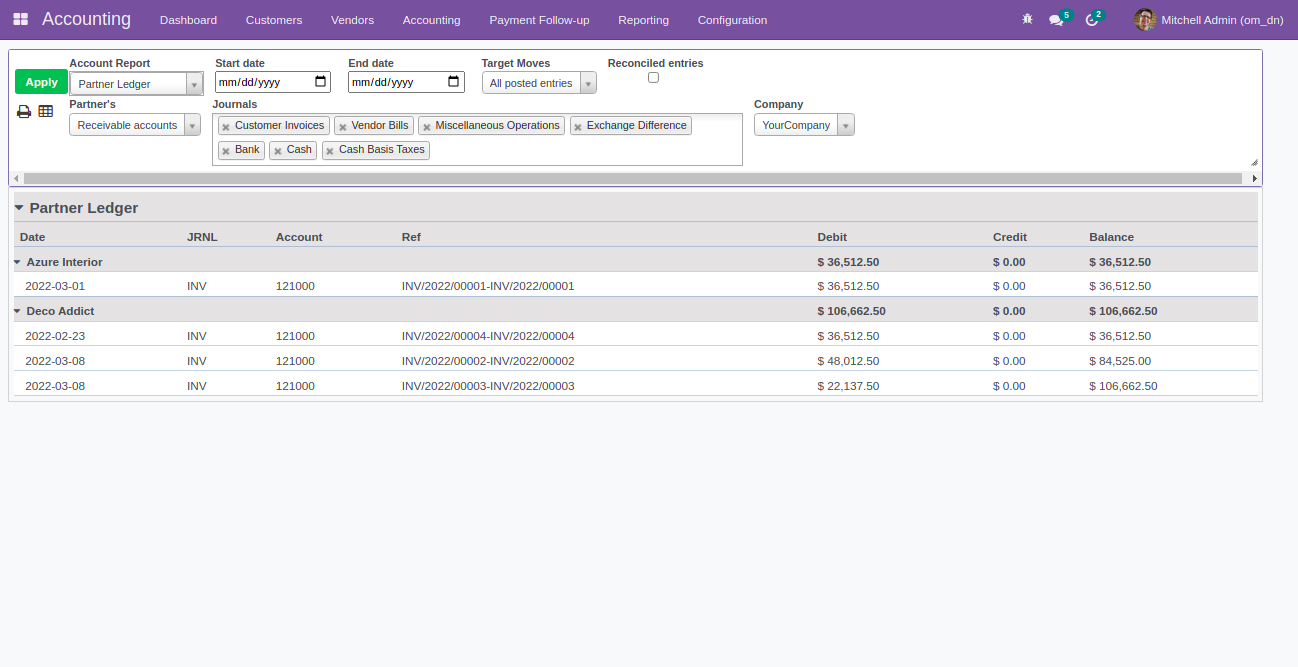 Accounting Dashboard Customers Vendors Accounting Payment Follow-up Reporting Configuration 5 2 Mitchell Admin (om_dn)
Account Report Start date End date Target Moves Reconciled entries
Apply Partner Ledger mm/dd/yyyy mm/dd/yyyy All posted entries
Partner's Journals Company
Receivable accounts × Customer Invoices × Vendor Bills × Miscellaneous Operations × Exchange Difference YourCompany
× Bank × Cash × Cash Basis Taxes
Partner Ledger
Date JRNL Account Ref Debit Credit Balance
Azure Interior $ 36,512.50 $ 0.00 $ 36,512.50
2022-03-01 INV 121000 INV/2022/00001-INV/2022/00001 $ 36,512.50 $ 0.00 $ 36,512.50
Deco Addict $ 106,662.50 $ 0.00 $ 106,662.50
2022-02-23 INV 121000 INV/2022/00004-INV/2022/00004 $ 36,512.50 $ 0.00 $ 36,512.50
2022-03-08 INV 121000 INV/2022/00002-INV/2022/00002 $ 48,012.50 $ 0.00 $ 84,525.00
2022-03-08 INV 121000 INV/2022/00003-INV/2022/00003 $ 22,137.50 $ 0.00 $ 106,662.50